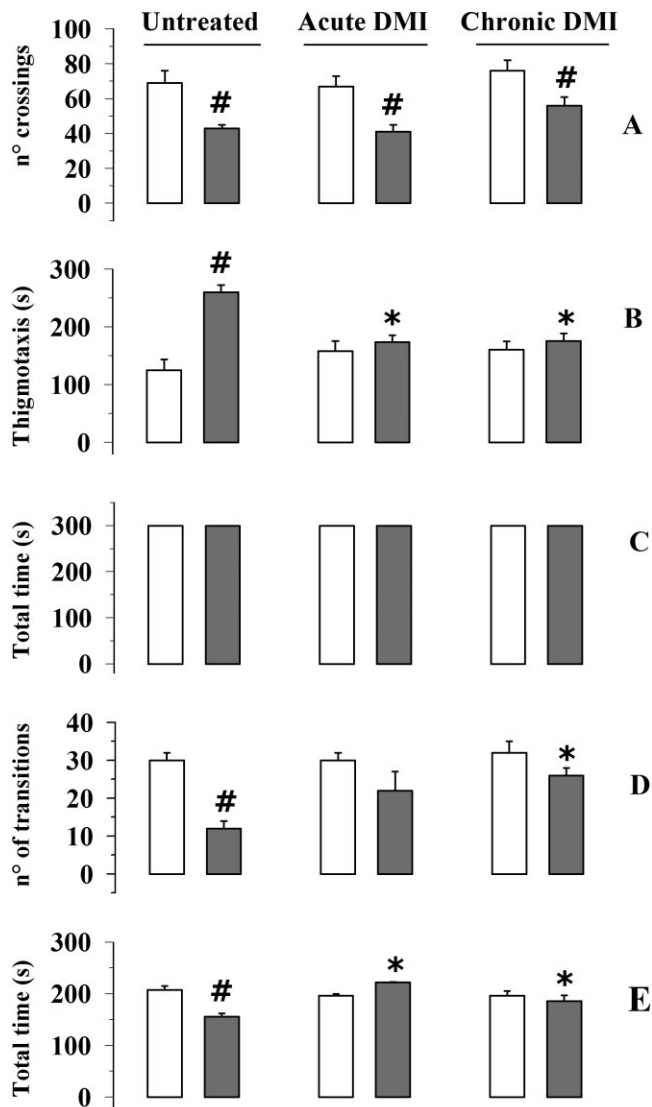 Untreated Acute DMI Chronic DMI
n° crossings
100
80
60
40
20
0
# # #
A
Thigmotaxis (s)
300
200
100
0
# * *
B
Total time (s)
300
200
100
0
C
n° of transitions
40
30
20
10
0
# *
D
Total time (s)
300
200
100
0
# * *
E